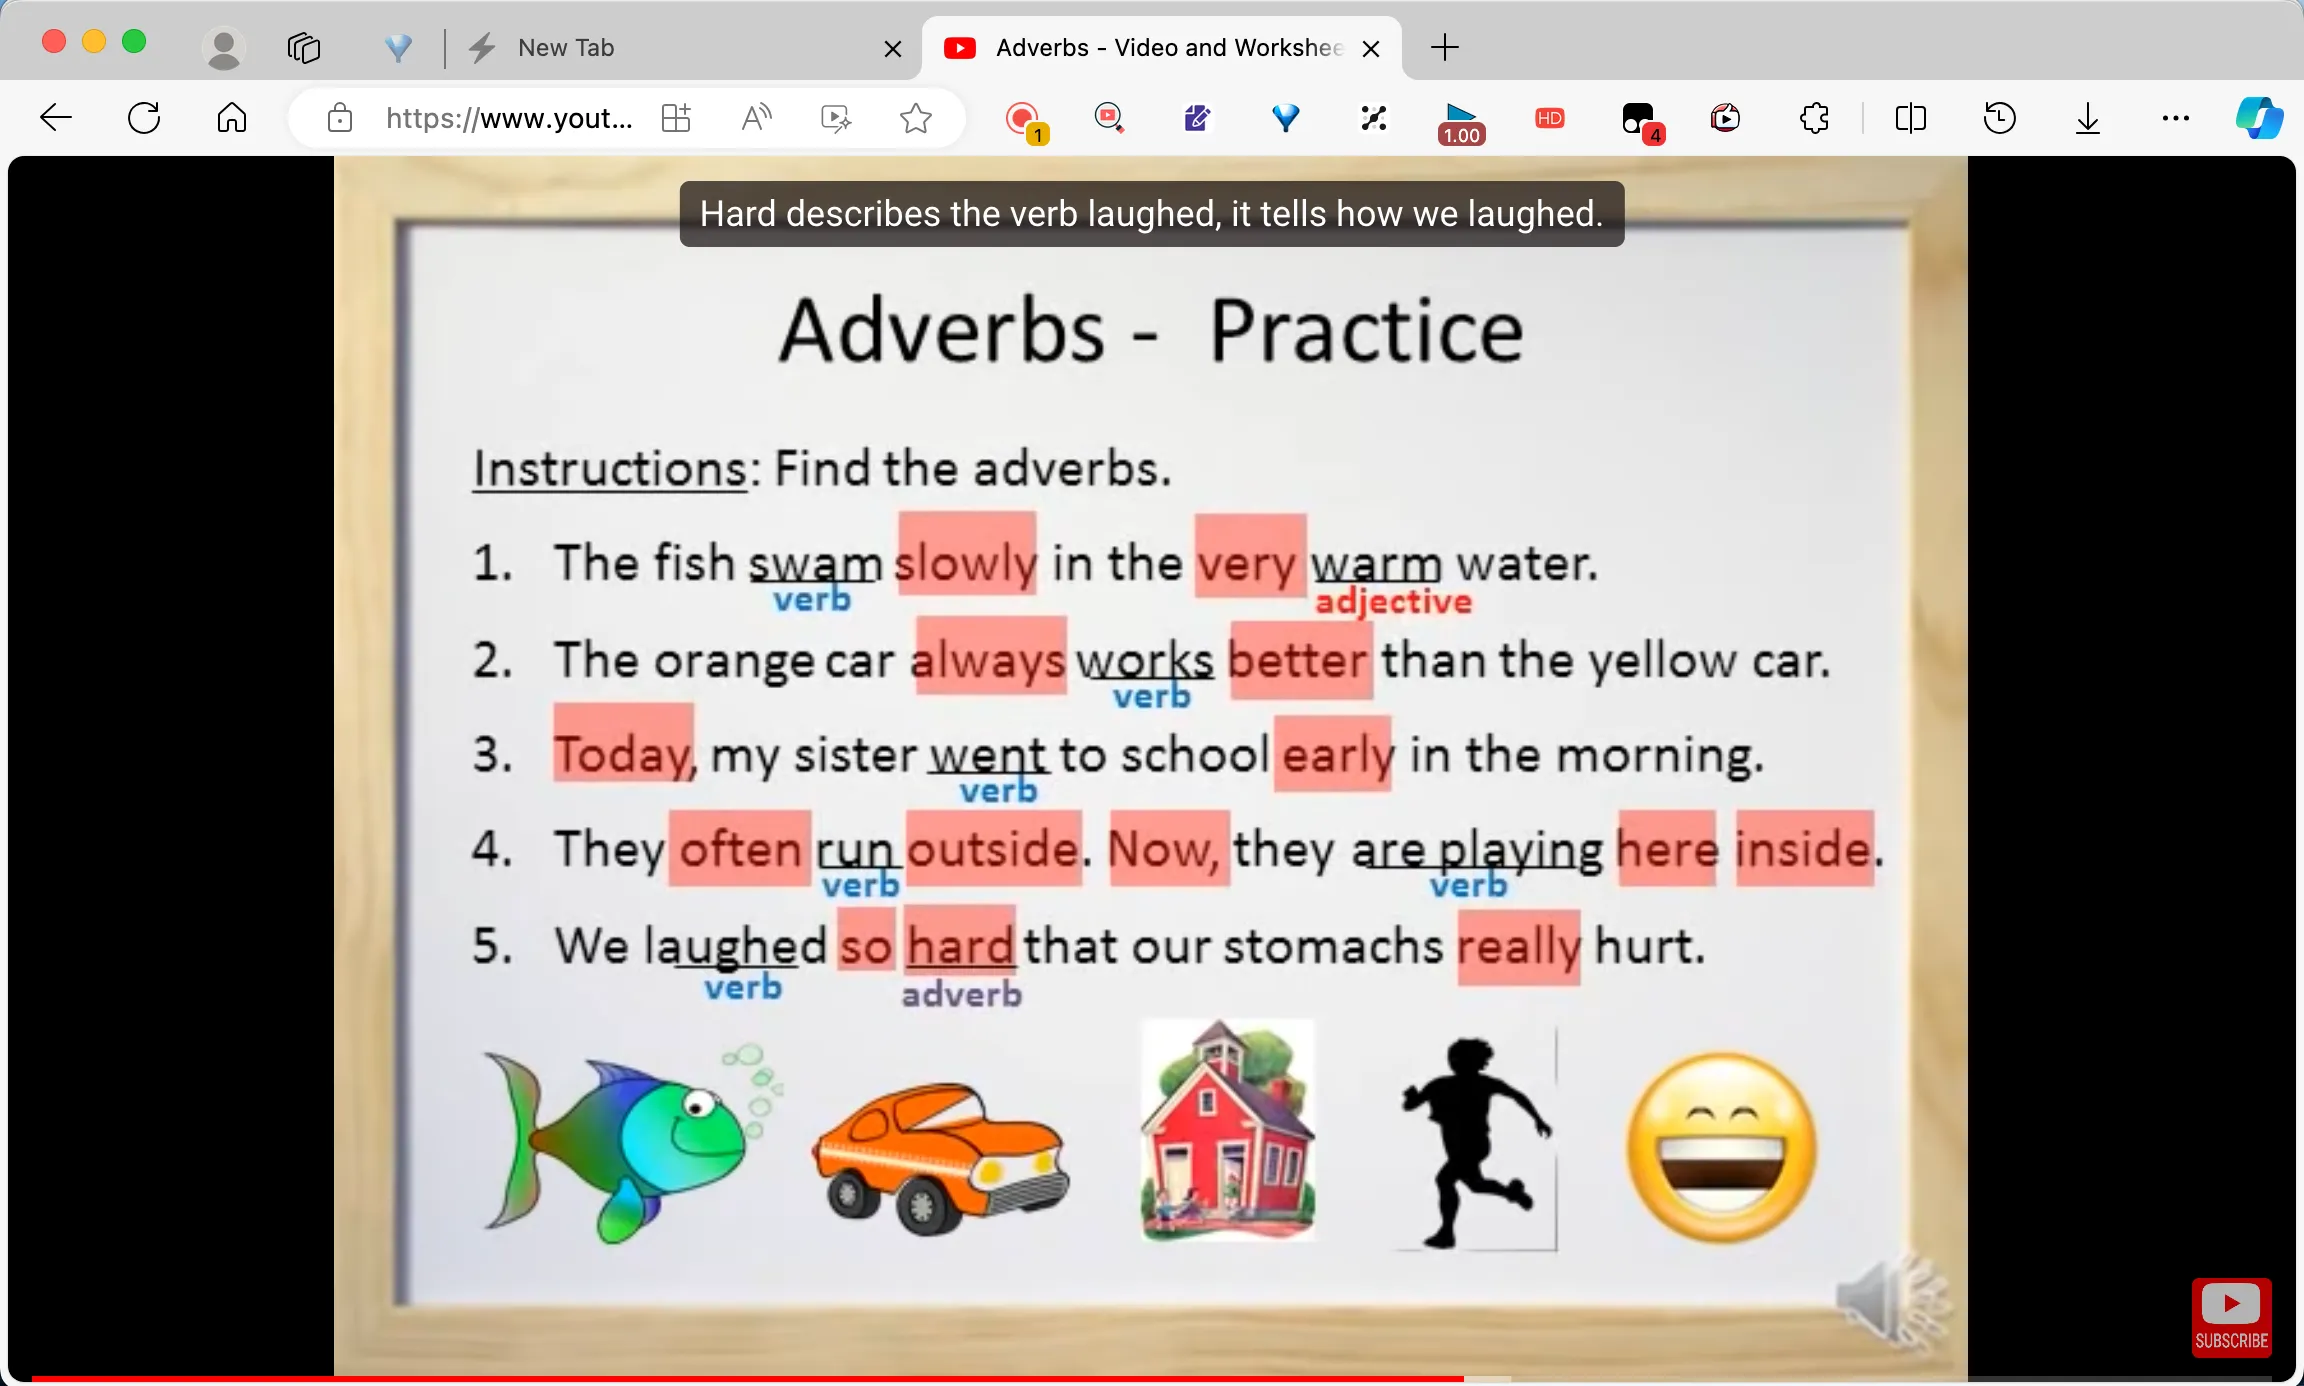 New Tab
Adverbs - Video and Workshee
https://www.yout...
1
1.00
HD
4
Hard describes the verb laughed, it tells how we laughed.
Adverbs - Practice
Instructions: Find the adverbs.
1. The fish swam slowly in the very warm water.
verb adjective
2. The orange car always works better than the yellow car.
verb
3. Today, my sister went to school early in the morning.
verb
4. They often run outside. Now, they are playing here inside.
verb verb
5. We laughed so hard that our stomachs really hurt.
verb adverb
SUBSCRIBE